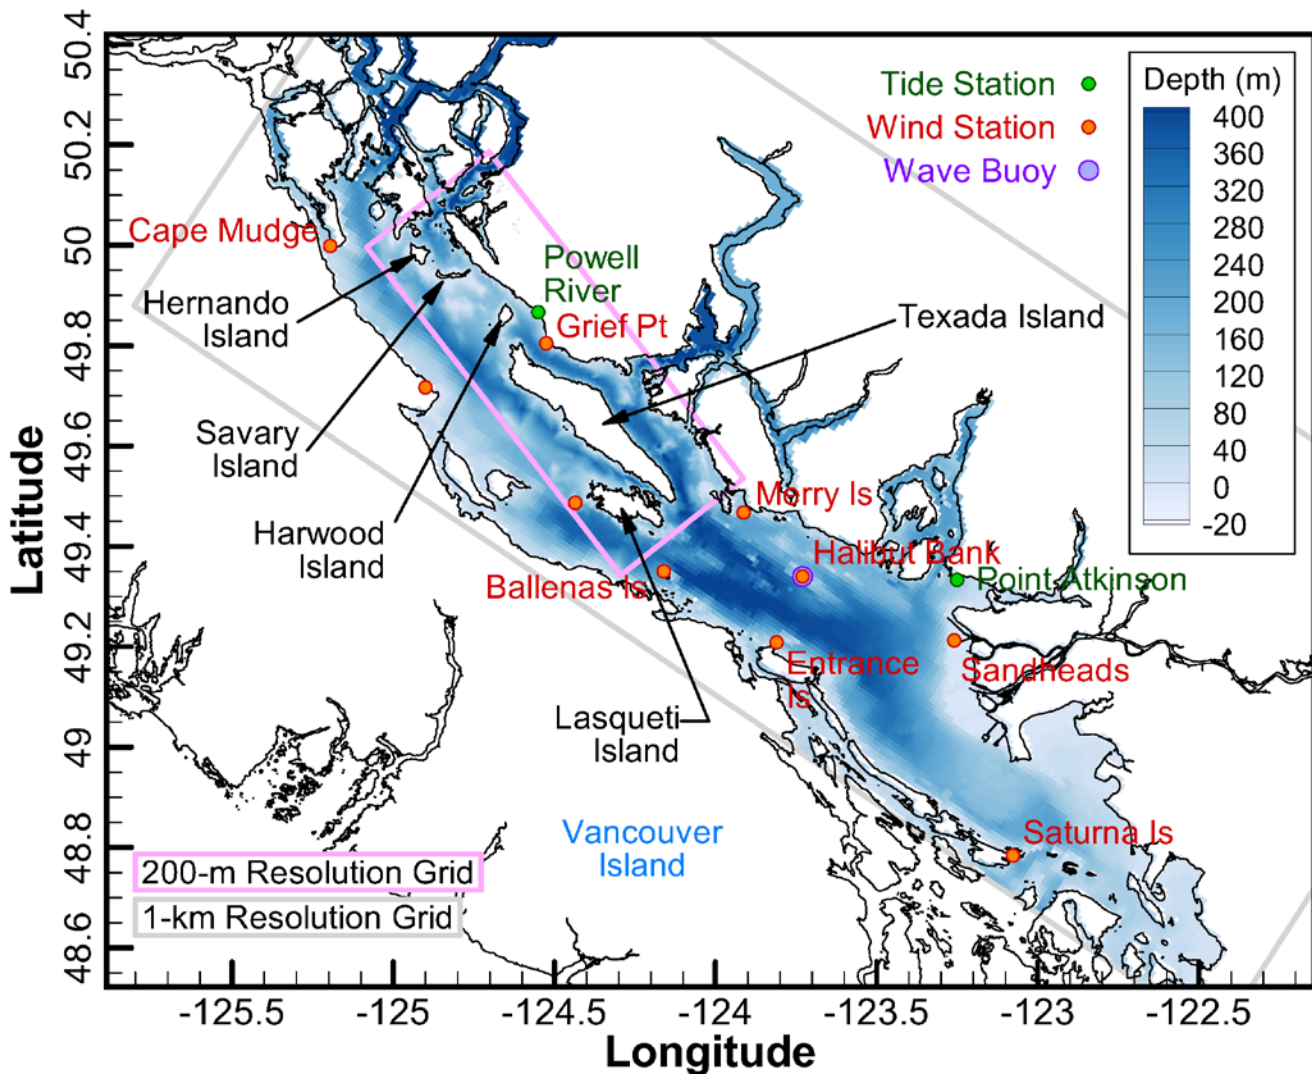 Tide Station
Wind Station
Wave Buoy
Depth (m)
400
360
320
280
240
200
160
120
80
40
0
-20
Cape Mudge
Hernando
Island
Powell
River
Grief Pt
Texada Island
Savary
Island
Harwood
Island
Merry Is
Halibut Bank
Ballenas Is
Point Atkinson
Entrance
Is
Sandheads
Lasqueti
Island
Vancouver
Island
Saturna Is
200-m Resolution Grid
1-km Resolution Grid
Latitude
50.4
50.2
50
49.8
49.6
49.4
49.2
49
48.8
48.6
-125.5
-125
-124.5
-124
-123.5
-123
-122.5
Longitude